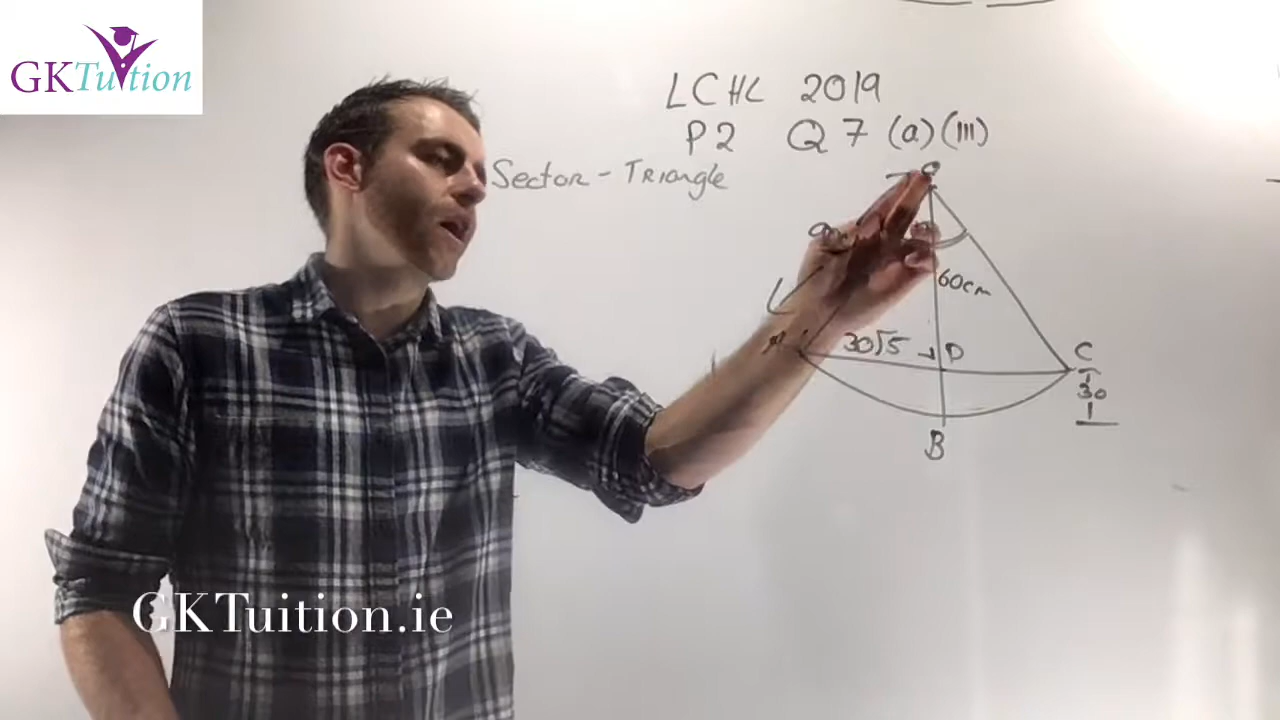 GKTuition
LCHL 2019
P2 Q7 (a)(III)
Sector - Triangle
60cm
30√5
D
C
30
B
GKTuition.ie